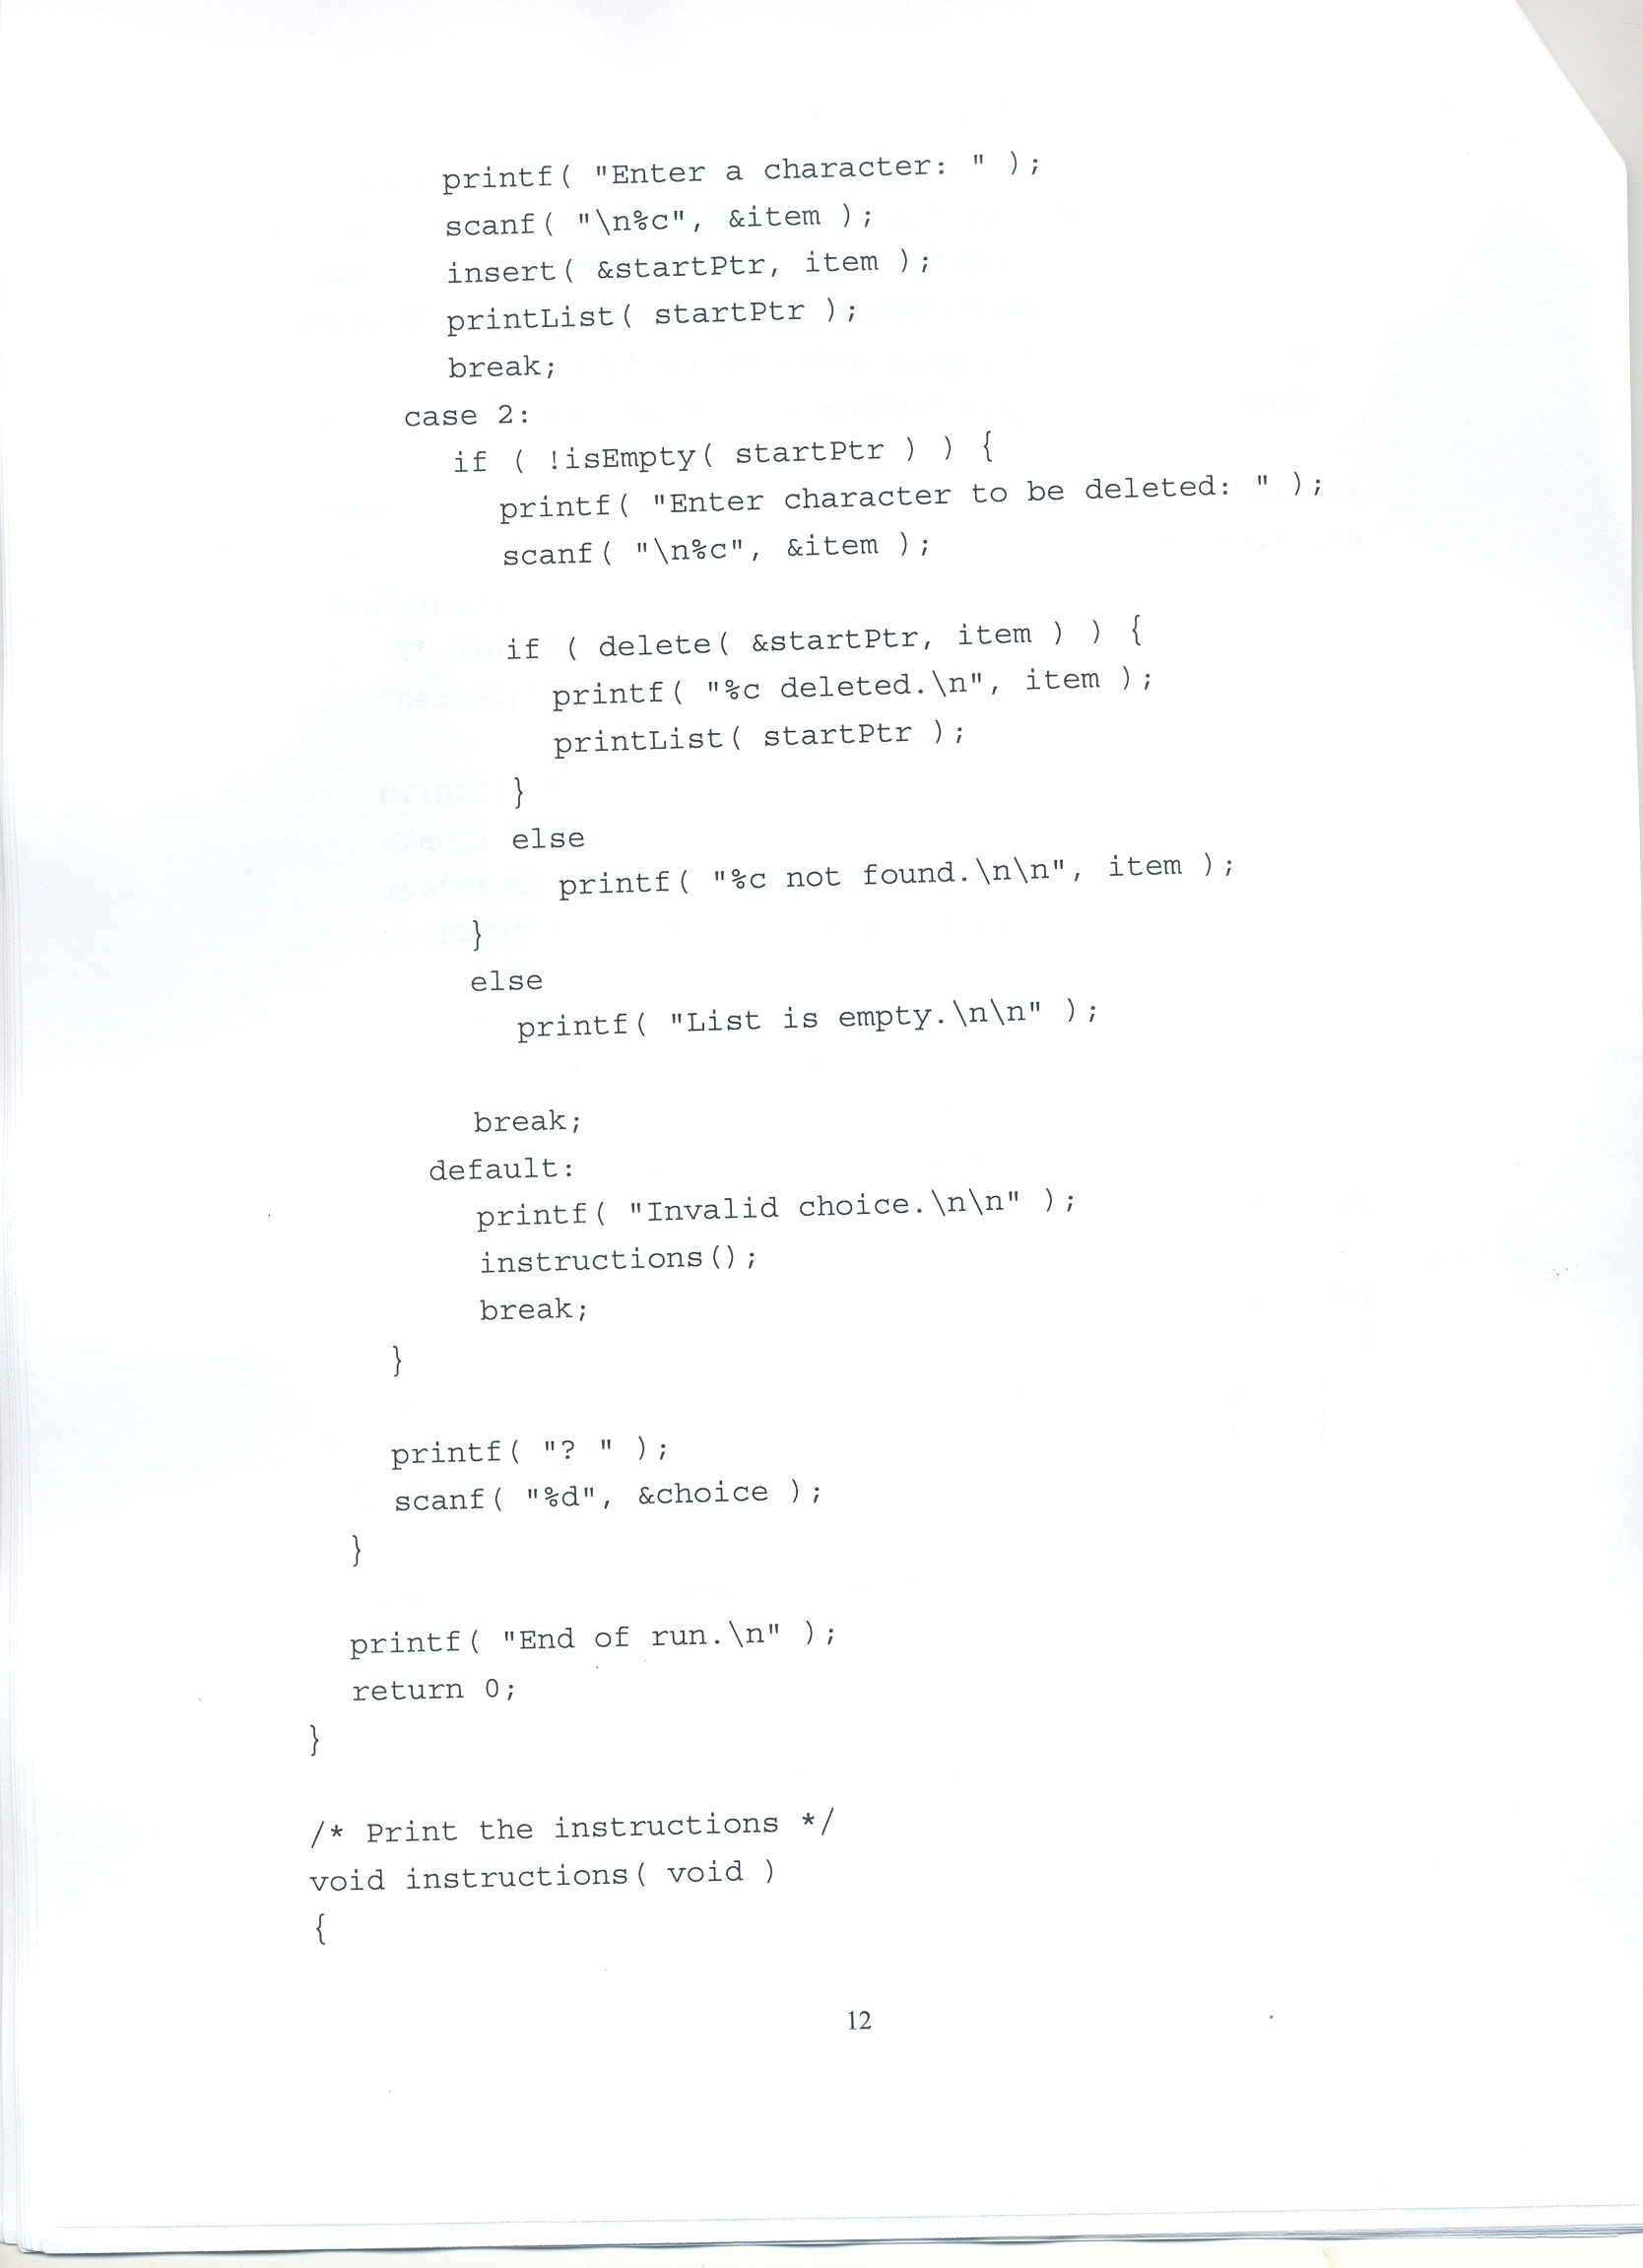 printf( "Enter a character: " );
scanf( "\n%c", &item );
insert( &startPtr, item );
printList( startPtr );
break;
case 2:
if ( !isEmpty( startPtr ) ) {
printf( "Enter character to be deleted: " );
scanf( "\n%c", &item );
if ( delete( &startPtr, item ) ) {
printf( "%c deleted.\n", item );
printList( startPtr );
}
else
printf( "%c not found.\n\n", item );
}
else
printf( "List is empty.\n\n" );
break;
default:
printf( "Invalid choice.\n\n" );
instructions();
break;
}
printf( "? " );
scanf( "%d", &choice );
}
printf( "End of run.\n" );
return 0;
}
/* Print the instructions */
void instructions( void )
{
12